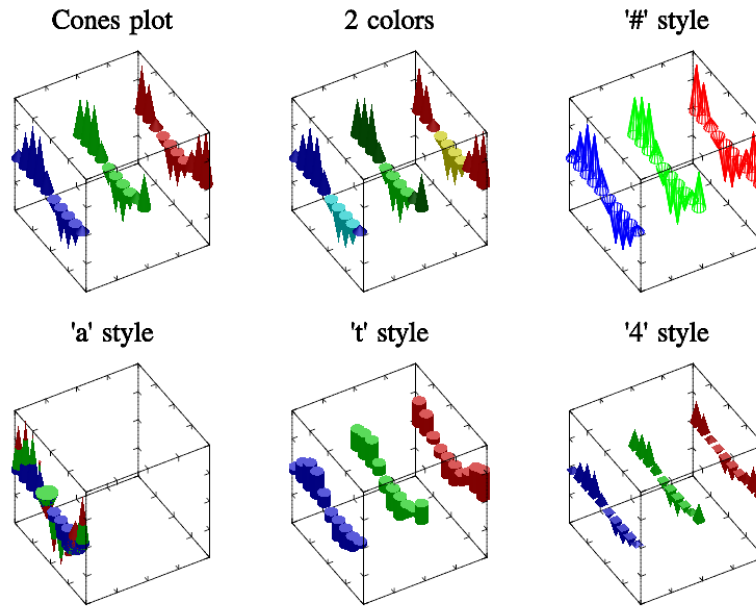 Cones plot
2 colors
'#' style
'a' style
't' style
'4' style